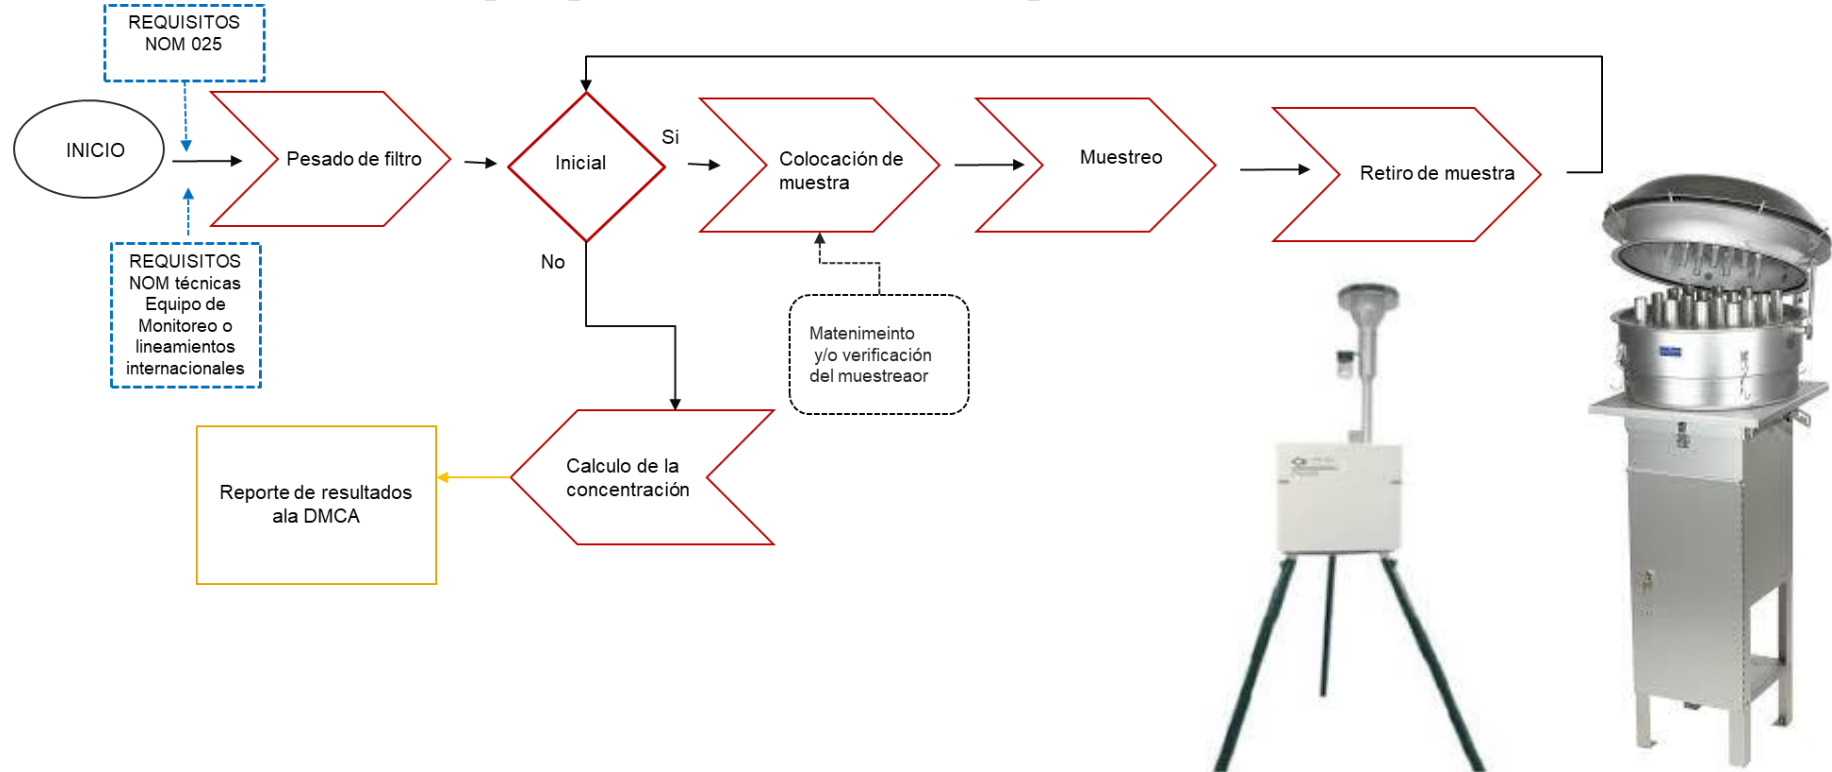 REQUISITOS
NOM 025
INICIO
Pesado de filtro
Inicial
Si
Colocación de
muestra
Muestreo
Retiro de muestra
No
REQUISITOS
NOM técnicas
Equipo de
Monitoreo o
lineamientos
internacionales
Matenimeinto
y/o verificación
del muestreaor
Calculo de la
concentración
Reporte de resultados
ala DMCA